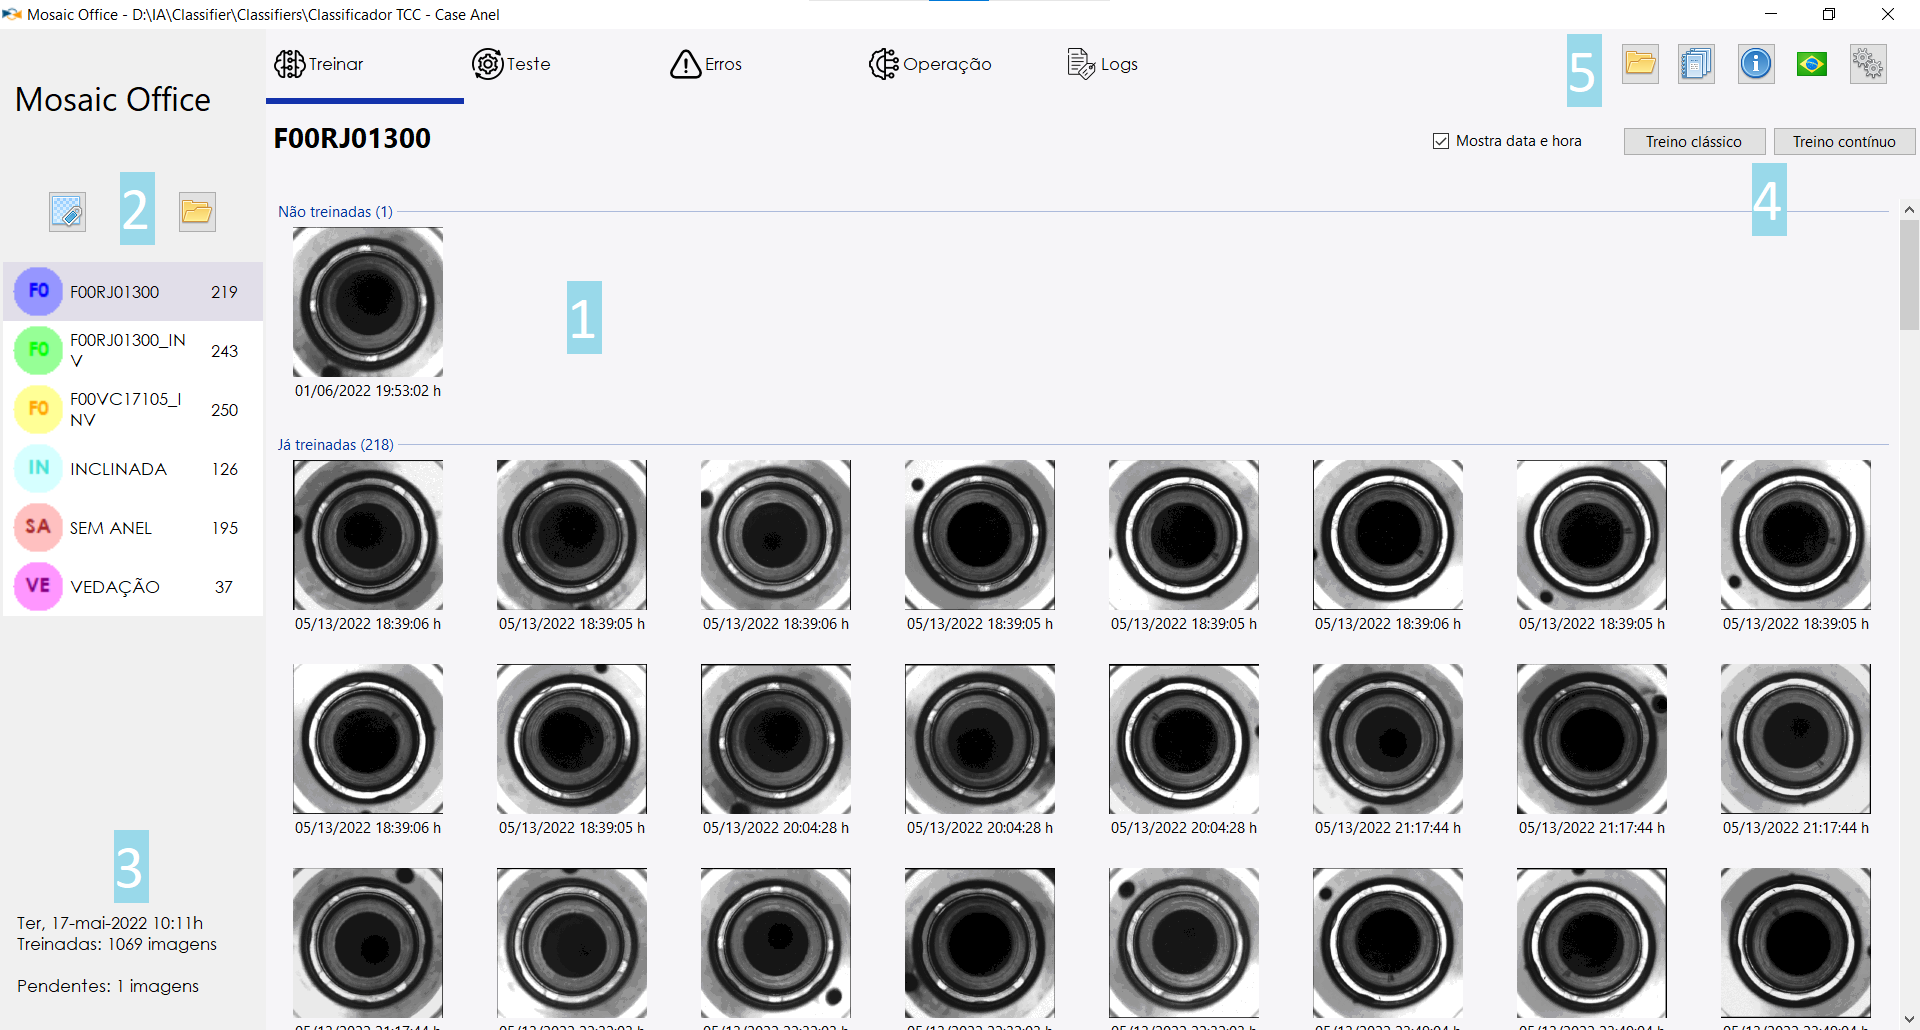 Mosaic Office - D:\IA\Classifier\Classifiers\Classificador TCC - Case Anel
Mosaic Office
Treinar
Teste
Erros
Operação
Logs
5
F00RJ01300
Mostra data e hora
Treino clássico
Treino contínuo
2
4
F0 F00RJ01300 219
F0 F00RJ01300_IN
V 243
F0 F00VC17105_I
NV 250
IN INCLINADA 126
SA SEM ANEL 195
VE VEDAÇÃO 37
3
Ter, 17-mai-2022 10:11h
Treinadas: 1069 imagens
Pendentes: 1 imagens
Não treinadas (1)
1
01/06/2022 19:53:02 h
Já treinadas (218)
05/13/2022 18:39:06 h
05/13/2022 18:39:05 h
05/13/2022 18:39:06 h
05/13/2022 18:39:05 h
05/13/2022 18:39:05 h
05/13/2022 18:39:06 h
05/13/2022 18:39:05 h
05/13/2022 18:39:05 h
05/13/2022 18:39:06 h
05/13/2022 18:39:05 h
05/13/2022 20:04:28 h
05/13/2022 20:04:28 h
05/13/2022 20:04:28 h
05/13/2022 21:17:44 h
05/13/2022 21:17:44 h
05/13/2022 21:17:44 h